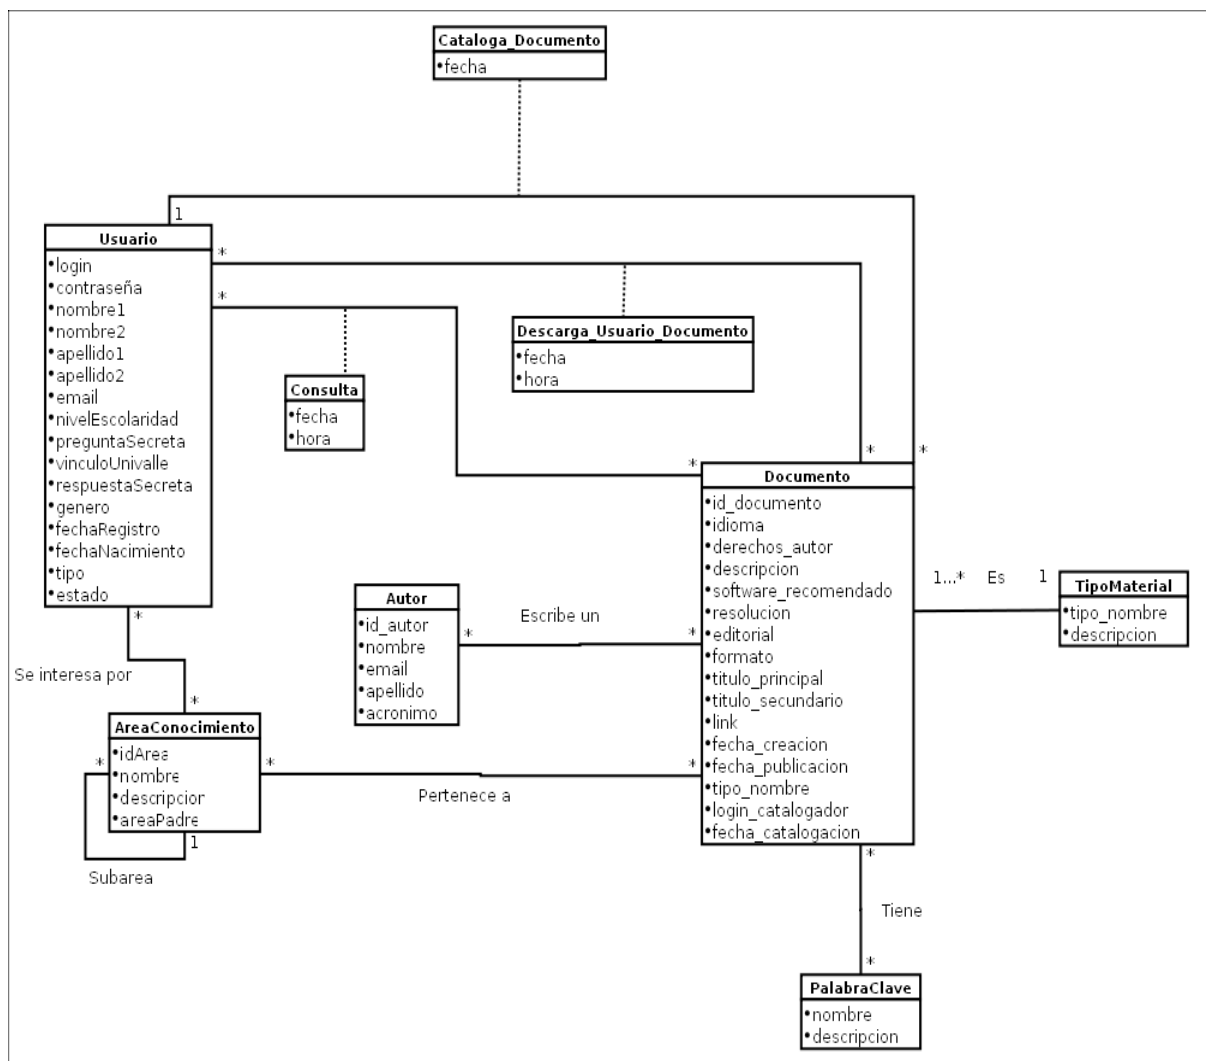 Cataloga_Documento
•fecha
1
Usuario
•login
•contraseña
•nombre1
•nombre2
•apellido1
•apellido2
•email
•nivelEscolaridad
•preguntaSecreta
•vinculoUnivalle
•respuestaSecreta
•genero
•fechaRegistro
•fechaNacimiento
•tipo
•estado
*
*
Descarga_Usuario_Documento
•fecha
•hora
Consulta
•fecha
•hora
*
*
*
Documento
•id_documento
•idioma
•derechos_autor
•descripcion
•software_recomendado
•resolucion
•editorial
•formato
•titulo_principal
•titulo_secundario
•link
•fecha_creacion
•fecha_publicacion
•tipo_nombre
•login_catalogador
•fecha_catalogacion
1...* Es 1
TipoMaterial
•tipo_nombre
•descripcion
Autor
•id_autor
•nombre
•email
•apellido
•acronimo
* Escribe un *
*
Se interesa por
*
AreaConocimiento
•idArea
•nombre
•descripcion
•areaPadre
*
1
Subarea
* Pertenece a *
*
Tiene
*
PalabraClave
•nombre
•descripcion